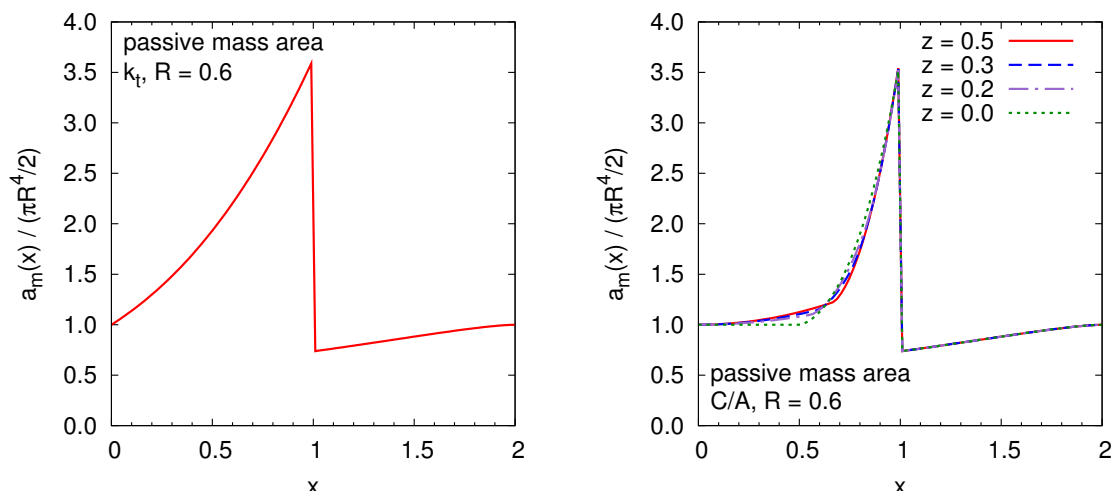 4.0
3.5
3.0
2.5
2.0
1.5
1.0
0.5
0.0
a_m(x) / (πR^4/2)
passive mass area
k_t, R = 0.6
0
0.5
1
1.5
2
x
4.0
3.5
3.0
2.5
2.0
1.5
1.0
0.5
0.0
a_m(x) / (πR^4/2)
z = 0.5
z = 0.3
z = 0.2
z = 0.0
passive mass area
C/A, R = 0.6
0
0.5
1
1.5
2
x